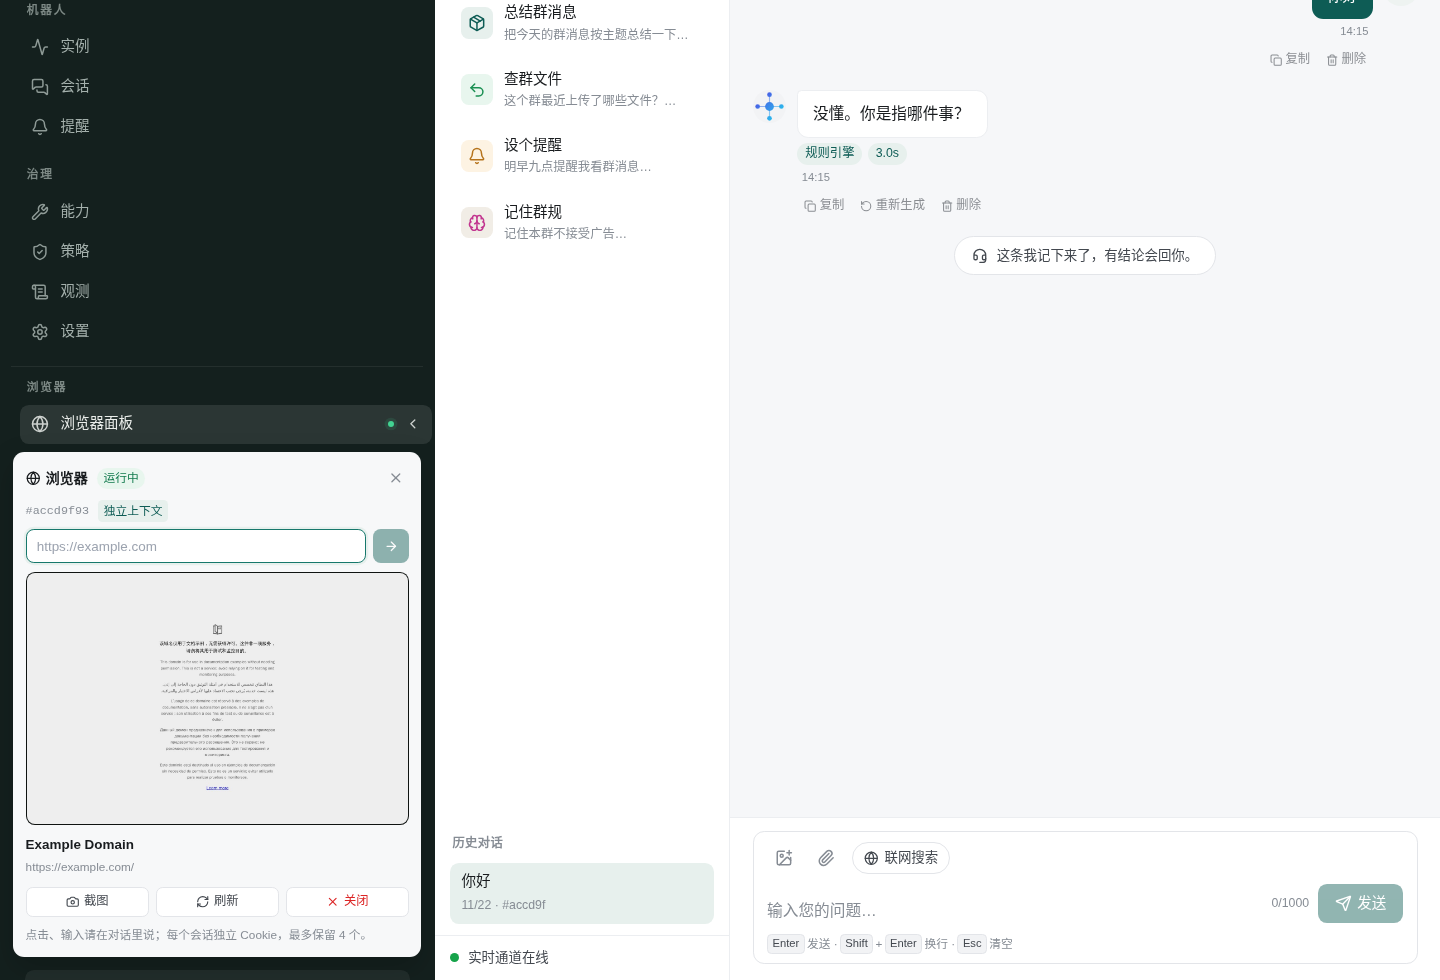 机器人
实例
会话
提醒
治理
能力
策略
观测
设置
浏览器
浏览器面板
浏览器 运行中
#accd9f93 独立上下文
https://example.com
Learn more
Example Domain
https://example.com/
截图 刷新 关闭
点击、输入请在对话里说；每个会话独立 Cookie，最多保留 4 个。
总结群消息
把今天的群消息按主题总结一下…
查群文件
这个群最近上传了哪些文件？…
设个提醒
明早九点提醒我看群消息…
记住群规
记住本群不接受广告…
历史对话
你好
11/22 · #accd9f
实时通道在线
14:15
复制 删除
没懂。你是指哪件事？
规则引擎 3.0s
14:15
复制 重新生成 删除
这条我记下来了，有结论会回你。
联网搜索
输入您的问题…
0/1000 发送
Enter 发送 · Shift + Enter 换行 · Esc 清空